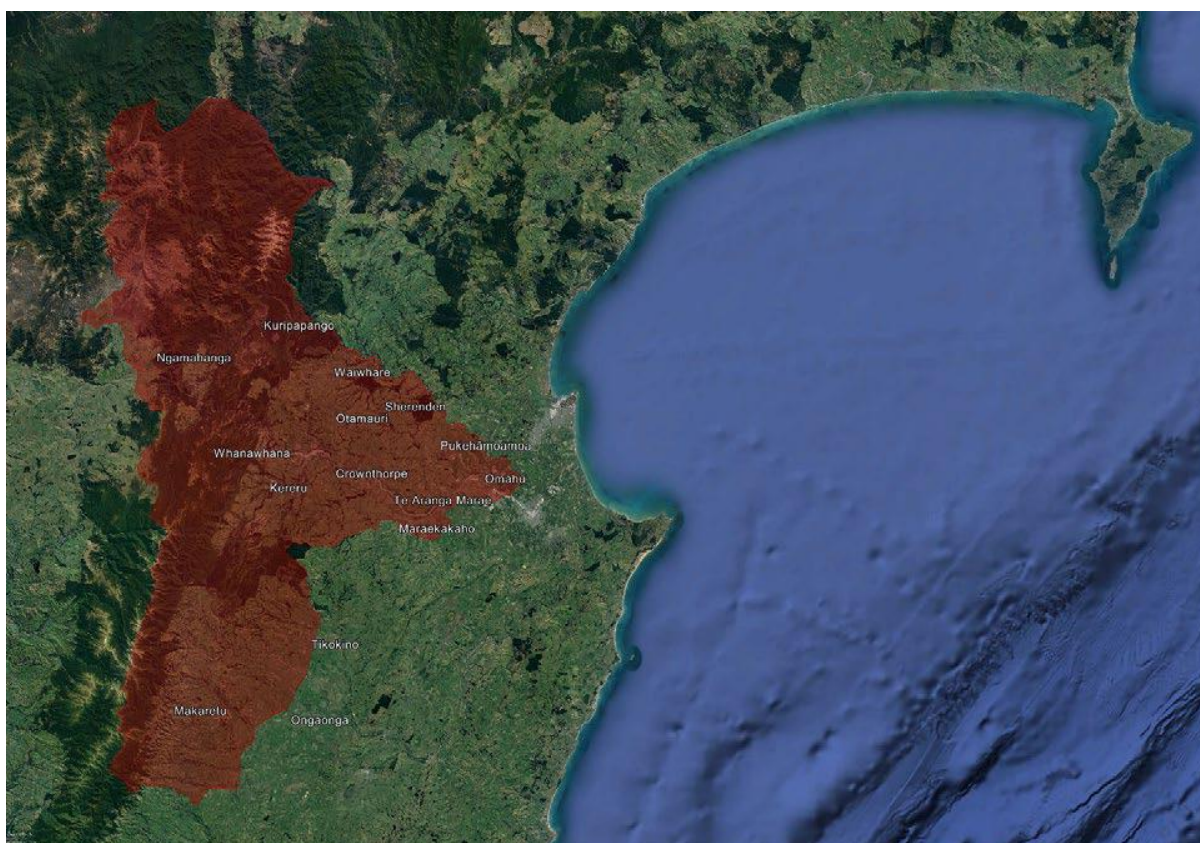 Kuripapango
Ngamahanga
Waiwhare
Sherenden
Otamauri
Pukehamoamoa
Whanawhana
Crownthorpe
Omahu
Kereru
Te Aranga Marae
Maraekakaho
Tikokino
Makaretu
Ongaonga